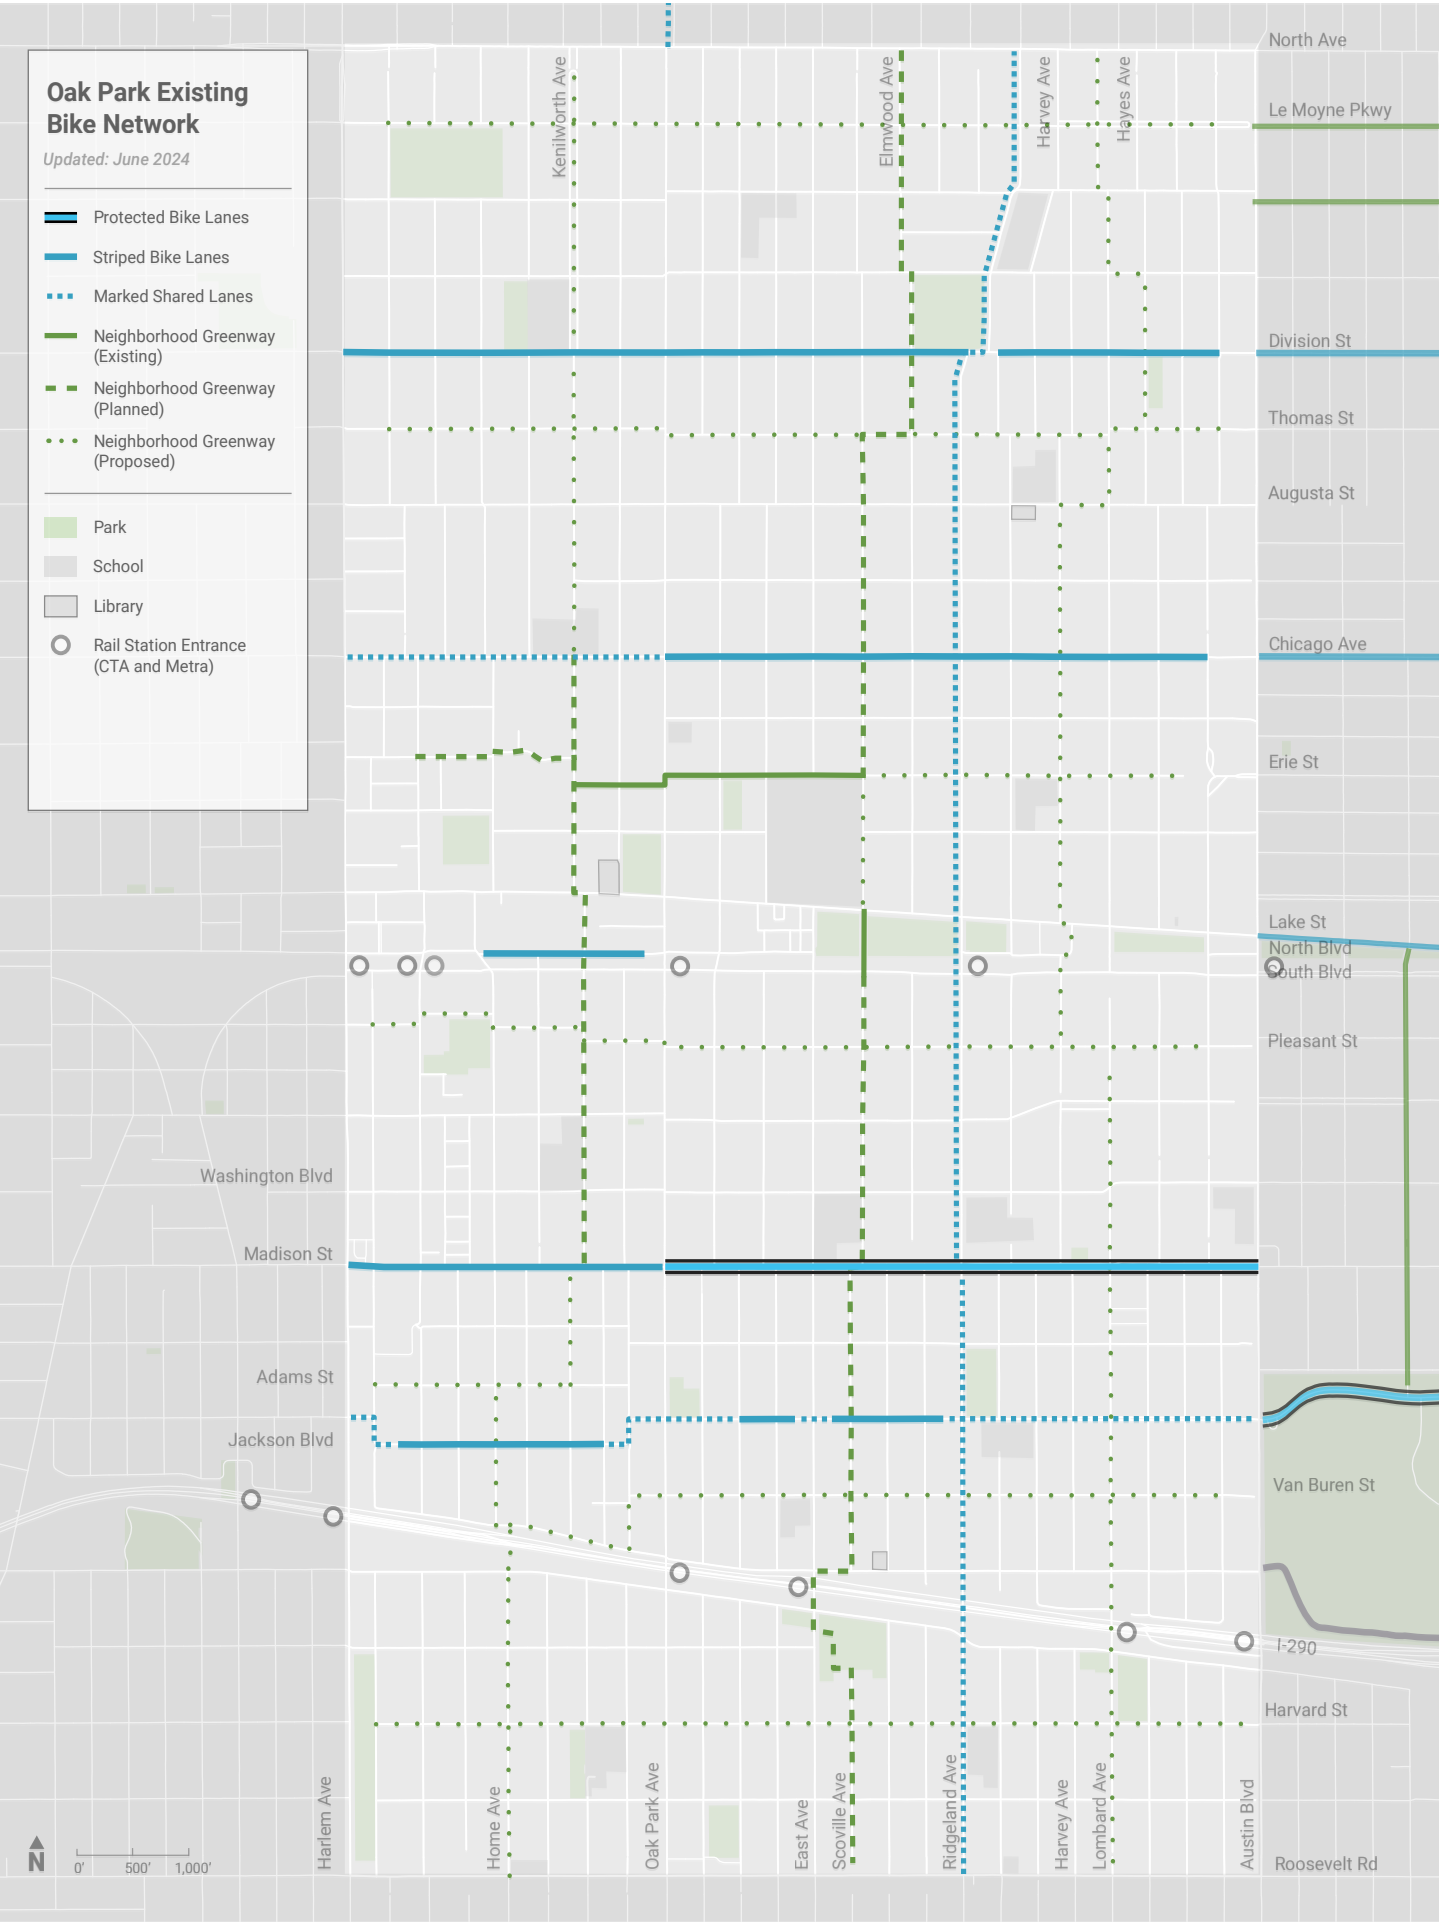 Oak Park Existing
Bike Network
Updated: June 2024
Protected Bike Lanes
Striped Bike Lanes
Marked Shared Lanes
Neighborhood Greenway
(Existing)
Neighborhood Greenway
(Planned)
Neighborhood Greenway
(Proposed)
Park
School
Library
Rail Station Entrance
(CTA and Metra)
Kenilworth Ave
Elmwood Ave
Harvey Ave
Hayes Ave
North Ave
Le Moyne Pkwy
Division St
Thomas St
Augusta St
Chicago Ave
Erie St
Lake St
North Blvd
South Blvd
Pleasant St
Washington Blvd
Madison St
Adams St
Jackson Blvd
Van Buren St
I-290
Harvard St
Roosevelt Rd
Harlem Ave
Home Ave
Oak Park Ave
East Ave
Scoville Ave
Ridgeland Ave
Harvey Ave
Lombard Ave
Austin Blvd
N
0'
500'
1,000'